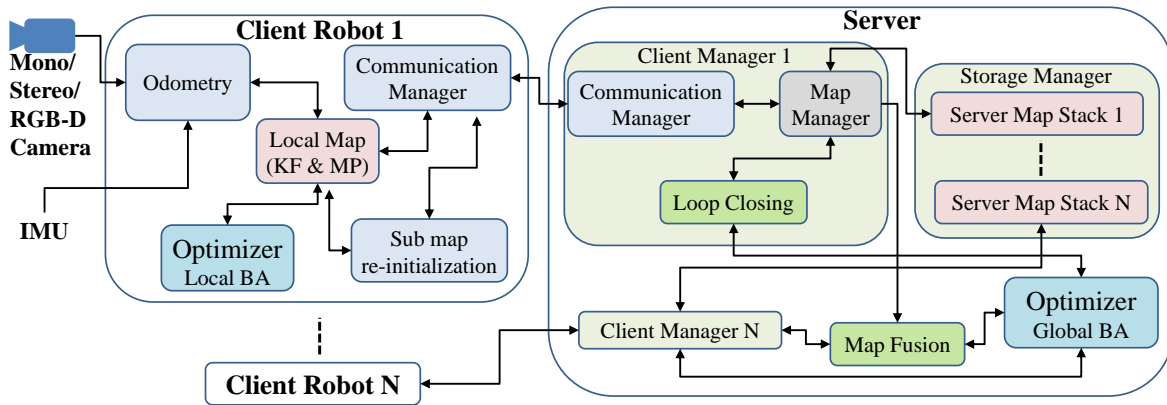 Client Robot 1
Mono/
Stereo/
RGB-D
Camera
IMU
Odometry
Communication
Manager
Local Map
(KF & MP)
Optimizer
Local BA
Sub map
re-initialization
Client Robot N
Server
Client Manager 1
Communication
Manager
Map
Manager
Loop Closing
Storage Manager
Server Map Stack 1
Server Map Stack N
Client Manager N
Map Fusion
Optimizer
Global BA